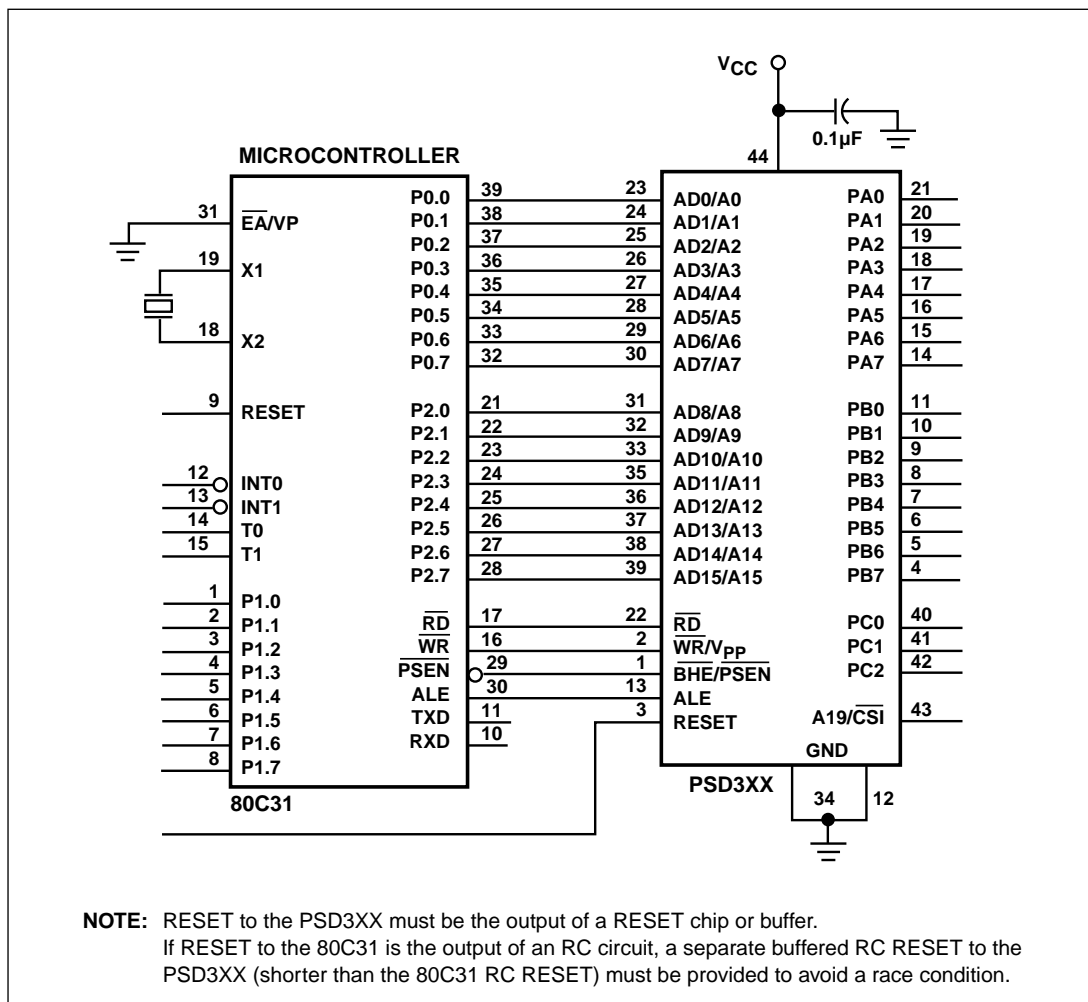 VCC
0.1µF
44
MICROCONTROLLER
31 EA/VP
19 X1
18 X2
9 RESET
12 INT0
13 INT1
14 T0
15 T1
1 P1.0
2 P1.1
3 P1.2
4 P1.3
5 P1.4
6 P1.5
7 P1.6
8 P1.7
P0.0 39
P0.1 38
P0.2 37
P0.3 36
P0.4 35
P0.5 34
P0.6 33
P0.7 32
P2.0 21
P2.1 22
P2.2 23
P2.3 24
P2.4 25
P2.5 26
P2.6 27
P2.7 28
RD 17
WR 16
PSEN 29
ALE 30
TXD 11
RXD 10
80C31
23 AD0/A0
24 AD1/A1
25 AD2/A2
26 AD3/A3
27 AD4/A4
28 AD5/A5
29 AD6/A6
30 AD7/A7
31 AD8/A8
32 AD9/A9
33 AD10/A10
35 AD11/A11
36 AD12/A12
37 AD13/A13
38 AD14/A14
39 AD15/A15
22 RD
2 WR/VPP
1 BHE/PSEN
13 ALE
3 RESET
PA0 21
PA1 20
PA2 19
PA3 18
PA4 17
PA5 16
PA6 15
PA7 14
PB0 11
PB1 10
PB2 9
PB3 8
PB4 7
PB5 6
PB6 5
PB7 4
PC0 40
PC1 41
PC2 42
A19/CSI 43
GND
PSD3XX
34
12
NOTE: RESET to the PSD3XX must be the output of a RESET chip or buffer.
If RESET to the 80C31 is the output of an RC circuit, a separate buffered RC RESET to the
PSD3XX (shorter than the 80C31 RC RESET) must be provided to avoid a race condition.